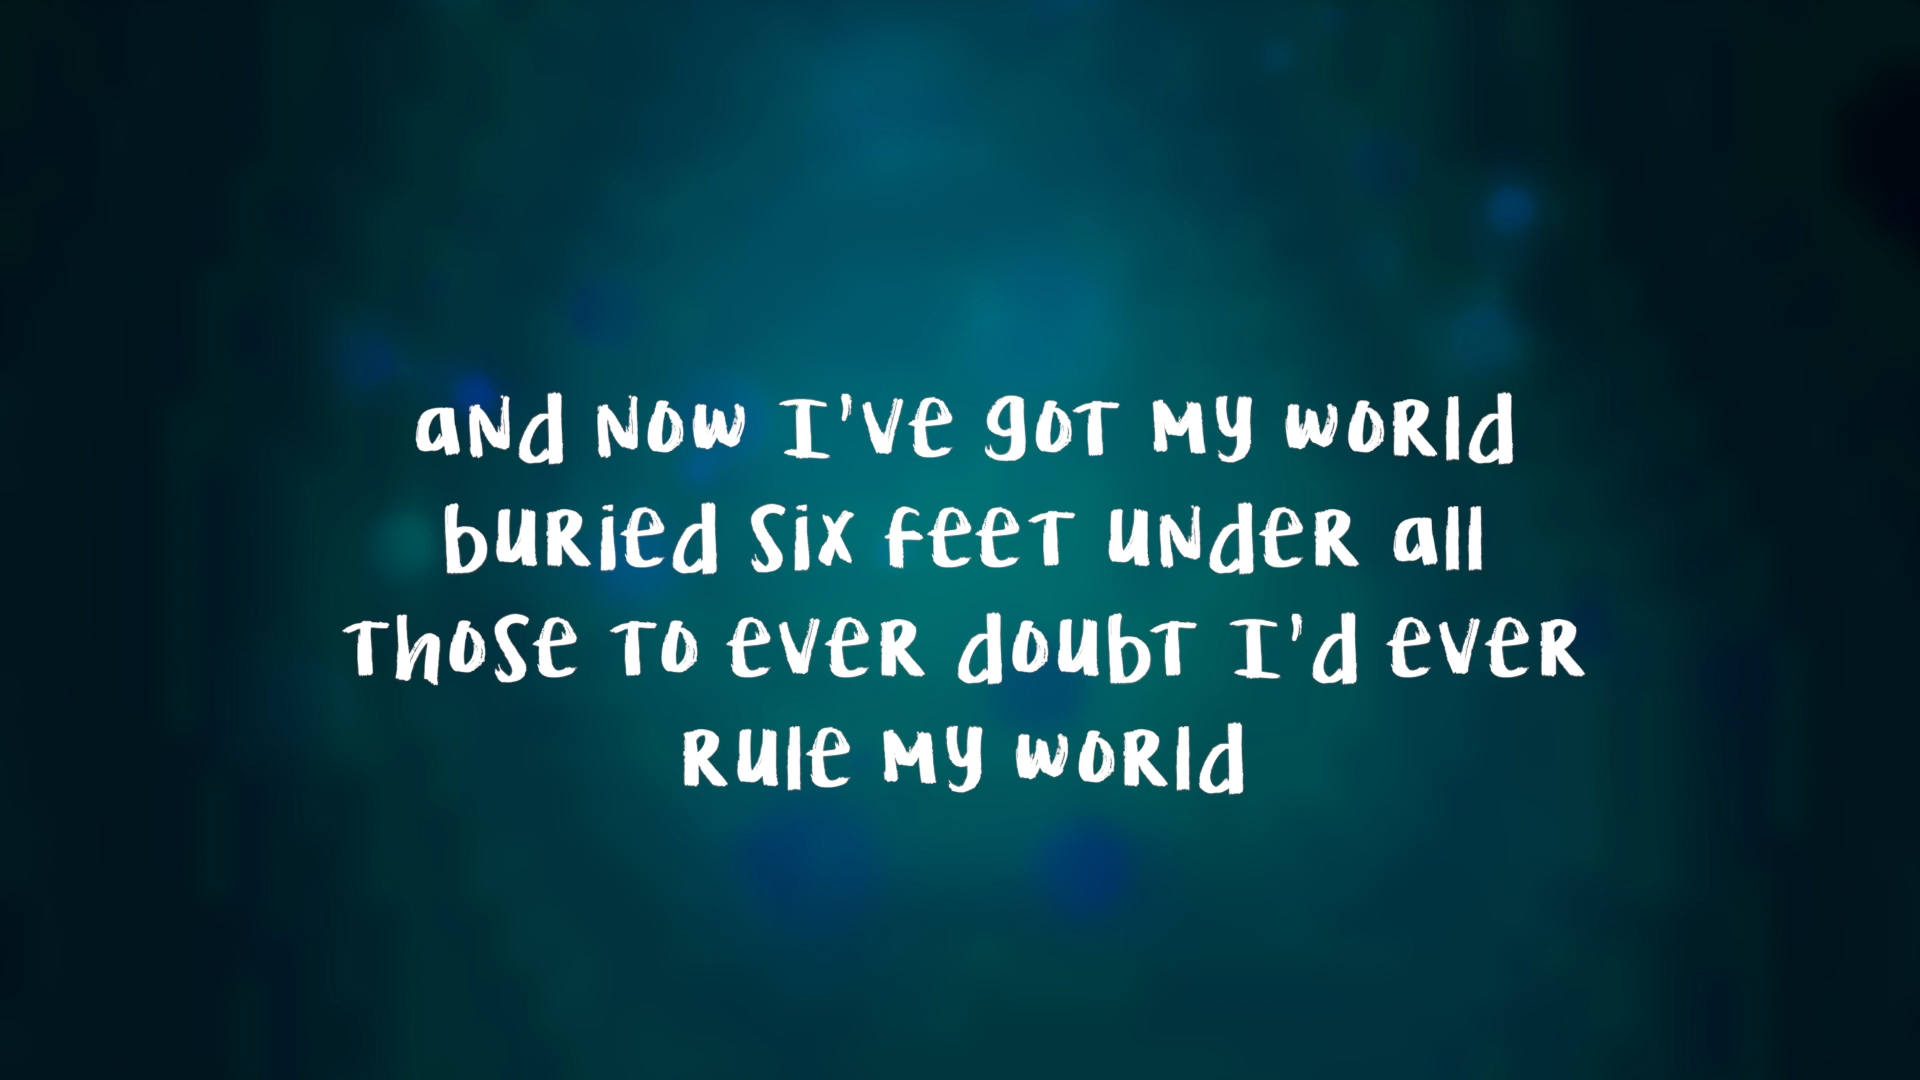 and now I've got my world
buried six feet under all
those to ever doubt I'd ever
rule my world